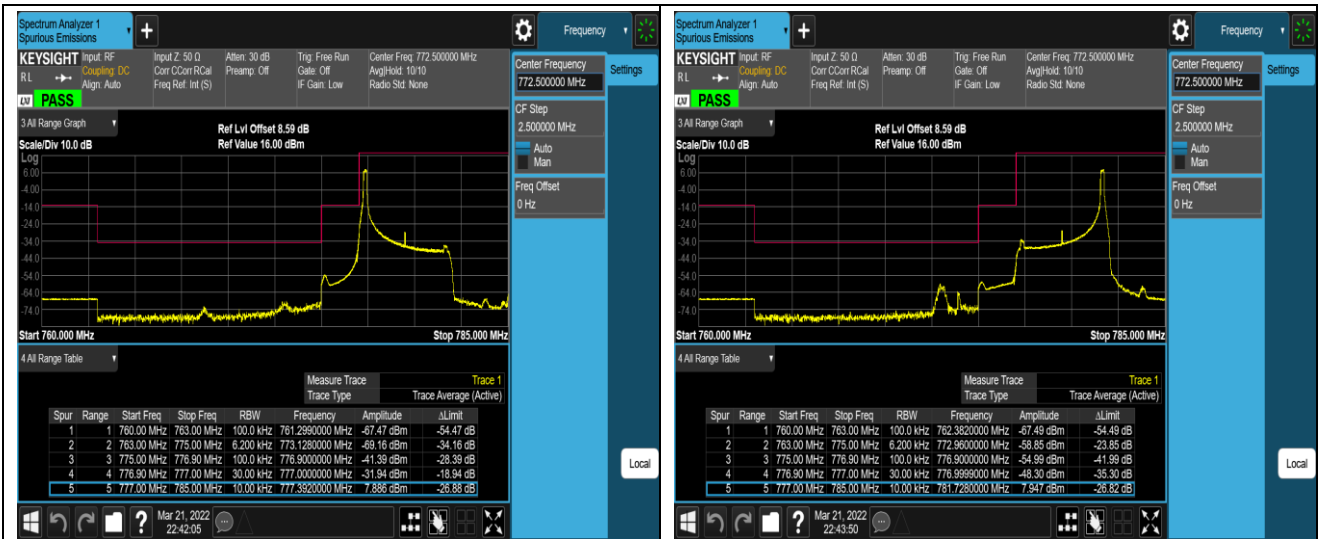 Spectrum Analyzer 1
Spurious Emissions
+
Frequency
KEYSIGHT Input: RF Input Z: 50 Ω Atten: 30 dB Trig: Free Run Center Freq: 772.500000 MHz
RL Coupling: DC Corr CCorr RCal Preamp: Off Gate: Off Avg|Hold: 10/10
Align: Auto Freq Ref: Int (S) IF Gain: Low Radio Std: None
LXI PASS
Center Frequency
772.500000 MHz
Settings
CF Step
2.500000 MHz
Auto
Man
Freq Offset
0 Hz
Local
3 All Range Graph
Ref Lvl Offset 8.59 dB
Scale/Div 10.0 dB Ref Value 16.00 dBm
Log
6.00
-4.00
-14.0
-24.0
-34.0
-44.0
-54.0
-64.0
-74.0
Start 760.000 MHz Stop 785.000 MHz
4 All Range Table
Measure Trace Trace 1
Trace Type Trace Average (Active)
Spur Range Start Freq Stop Freq RBW Frequency Amplitude ΔLimit
1 1 760.00 MHz 763.00 MHz 100.0 kHz 761.2990000 MHz -67.47 dBm -54.47 dB
2 2 763.00 MHz 775.00 MHz 6.200 kHz 773.1280000 MHz -69.16 dBm -34.16 dB
3 3 775.00 MHz 776.90 MHz 100.0 kHz 776.9000000 MHz -41.39 dBm -28.39 dB
4 4 776.90 MHz 777.00 MHz 30.00 kHz 777.0000000 MHz -31.94 dBm -18.94 dB
5 5 777.00 MHz 785.00 MHz 10.00 kHz 777.3920000 MHz 7.886 dBm -26.88 dB
?
Mar 21, 2022
22:42:05
Spectrum Analyzer 1
Spurious Emissions
+
Frequency
KEYSIGHT Input: RF Input Z: 50 Ω Atten: 30 dB Trig: Free Run Center Freq: 772.500000 MHz
RL Coupling: DC Corr CCorr RCal Preamp: Off Gate: Off Avg|Hold: 10/10
Align: Auto Freq Ref: Int (S) IF Gain: Low Radio Std: None
LXI PASS
Center Frequency
772.500000 MHz
Settings
CF Step
2.500000 MHz
Auto
Man
Freq Offset
0 Hz
Local
3 All Range Graph
Ref Lvl Offset 8.59 dB
Scale/Div 10.0 dB Ref Value 16.00 dBm
Log
6.00
-4.00
-14.0
-24.0
-34.0
-44.0
-54.0
-64.0
-74.0
Start 760.000 MHz Stop 785.000 MHz
4 All Range Table
Measure Trace Trace 1
Trace Type Trace Average (Active)
Spur Range Start Freq Stop Freq RBW Frequency Amplitude ΔLimit
1 1 760.00 MHz 763.00 MHz 100.0 kHz 762.3820000 MHz -67.49 dBm -54.49 dB
2 2 763.00 MHz 775.00 MHz 6.200 kHz 772.9600000 MHz -58.85 dBm -23.85 dB
3 3 775.00 MHz 776.90 MHz 100.0 kHz 776.9000000 MHz -54.99 dBm -41.99 dB
4 4 776.90 MHz 777.00 MHz 30.00 kHz 776.9999000 MHz -48.30 dBm -35.30 dB
5 5 777.00 MHz 785.00 MHz 10.00 kHz 781.7280000 MHz 7.947 dBm -26.82 dB
?
Mar 21, 2022
22:43:50